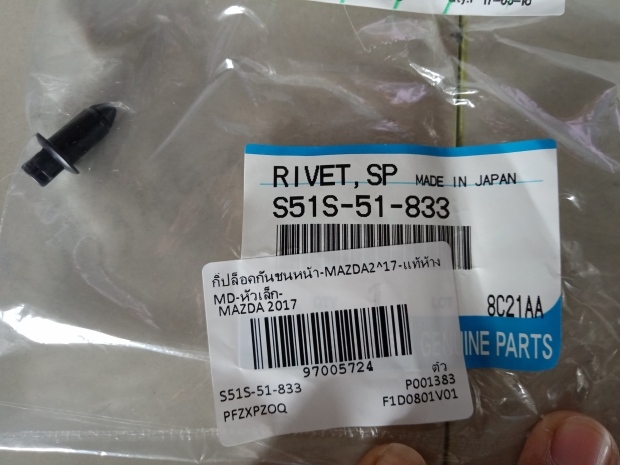 RIVET, SP MADE IN JAPAN
S51S-51-833
8C21AA
GENUINE PARTS
กิ๊ปล็อคกันชนหน้า-MAZDA2^17-แท้ห้าง
MD-หัวเล็ก-
MAZDA 2017
97005724
S51S-51-833
ตัว
P001383
PFZXPZOQ
F1D0801V01